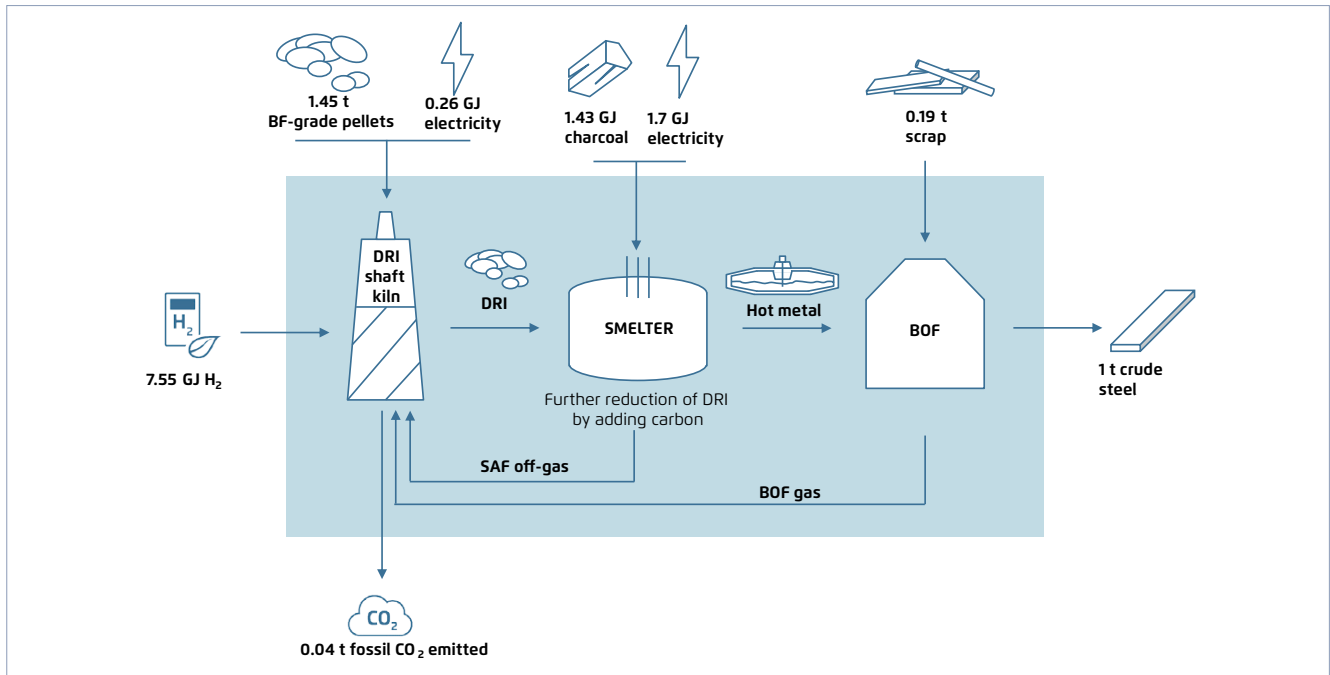 1.45 t
BF-grade pellets
0.26 GJ
electricity
1.43 GJ
charcoal
1.7 GJ
electricity
0.19 t
scrap
DRI
shaft
kiln
DRI
SMELTER
Hot metal
BOF
H₂
7.55 GJ H₂
1 t crude
steel
Further reduction of DRI
by adding carbon
SAF off-gas
BOF gas
CO₂
0.04 t fossil CO₂ emitted